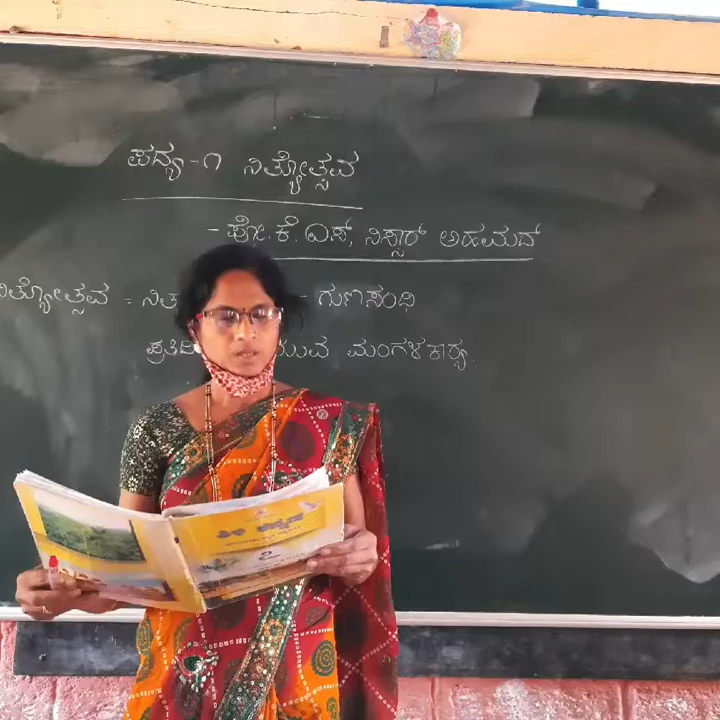 ಪದ್ಯ-೧ ನಿತ್ಯೋತ್ಸವ
- ಪ್ರೋ. ಕೆ. ಎಸ್. ನಿಸ್ಸಾರ್ ಅಹಮದ್
ನಿತ್ಯೋತ್ಸವ = - ಗುಣಸಂಧಿ
ಮಂಗಳಕಾರ್ಯ.